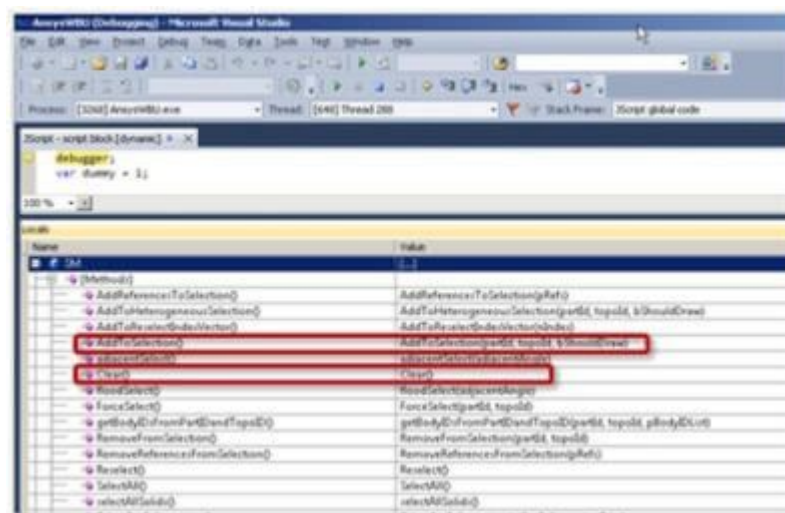 AnsysWBU (Debugging) - Microsoft Visual Studio
File Edit View Project Debug Team Data Tools Test Window Help
Hex
Process: [3268] AnsysWBU.exe Thread: [648] Thread 288 Stack Frame: JScript global code
JScript - script block [dynamic]
debugger;
var dummy = 1;
100 %
Locals
Name Value
SM {...}
[Methods]
AddReferencesToSelection() AddReferencesToSelection(pRefs)
AddToHeterogeneousSelection() AddToHeterogeneousSelection(partId, topoId, bShouldDraw)
AddToReselectIndexVector() AddToReselectIndexVector(nIndex)
AddToSelection() AddToSelection(partId, topoId, bShouldDraw)
adjacentSelect() adjacentSelect(adjacentAngle)
Clear() Clear()
floodSelect() floodSelect(adjacentAngle)
ForceSelect() ForceSelect(partId, topoId)
getBodyIDsFromPartIDandTopoID() getBodyIDsFromPartIDandTopoID(partId, topoId, pBodyIDList)
RemoveFromSelection() RemoveFromSelection(partId, topoId)
RemoveReferencesFromSelection() RemoveReferencesFromSelection(pRefs)
Reselect() Reselect()
SelectAll() SelectAll()
selectAllSolids() selectAllSolids()